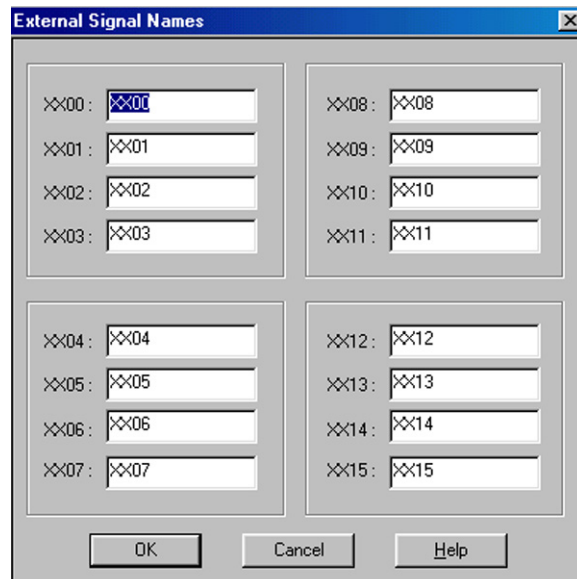 External Signal Names
XX00 : XX00
XX01 : XX01
XX02 : XX02
XX03 : XX03
XX08 : XX08
XX09 : XX09
XX10 : XX10
XX11 : XX11
XX04 : XX04
XX05 : XX05
XX06 : XX06
XX07 : XX07
XX12 : XX12
XX13 : XX13
XX14 : XX14
XX15 : XX15
OK
Cancel
Help